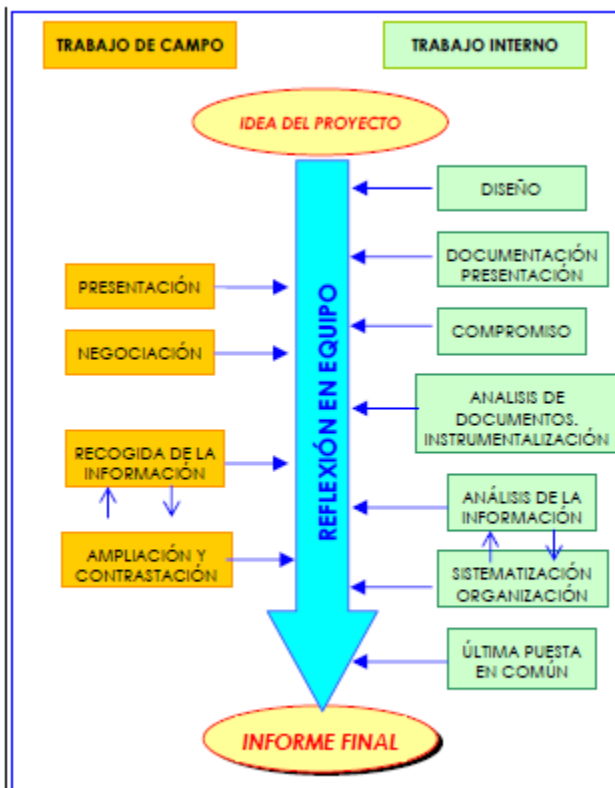 TRABAJO DE CAMPO
TRABAJO INTERNO
IDEA DEL PROYECTO
DISEÑO
DOCUMENTACIÓN
PRESENTACIÓN
PRESENTACIÓN
COMPROMISO
NEGOCIACIÓN
REFLEXIÓN EN EQUIPO
ANALISIS DE
DOCUMENTOS.
INSTRUMENTALIZACIÓN
RECOGIDA DE LA
INFORMACIÓN
ANÁLISIS DE LA
INFORMACIÓN
AMPLIACIÓN Y
CONTRASTACIÓN
SISTEMATIZACIÓN
ORGANIZACIÓN
ÚLTIMA PUESTA
EN COMÚN
INFORME FINAL